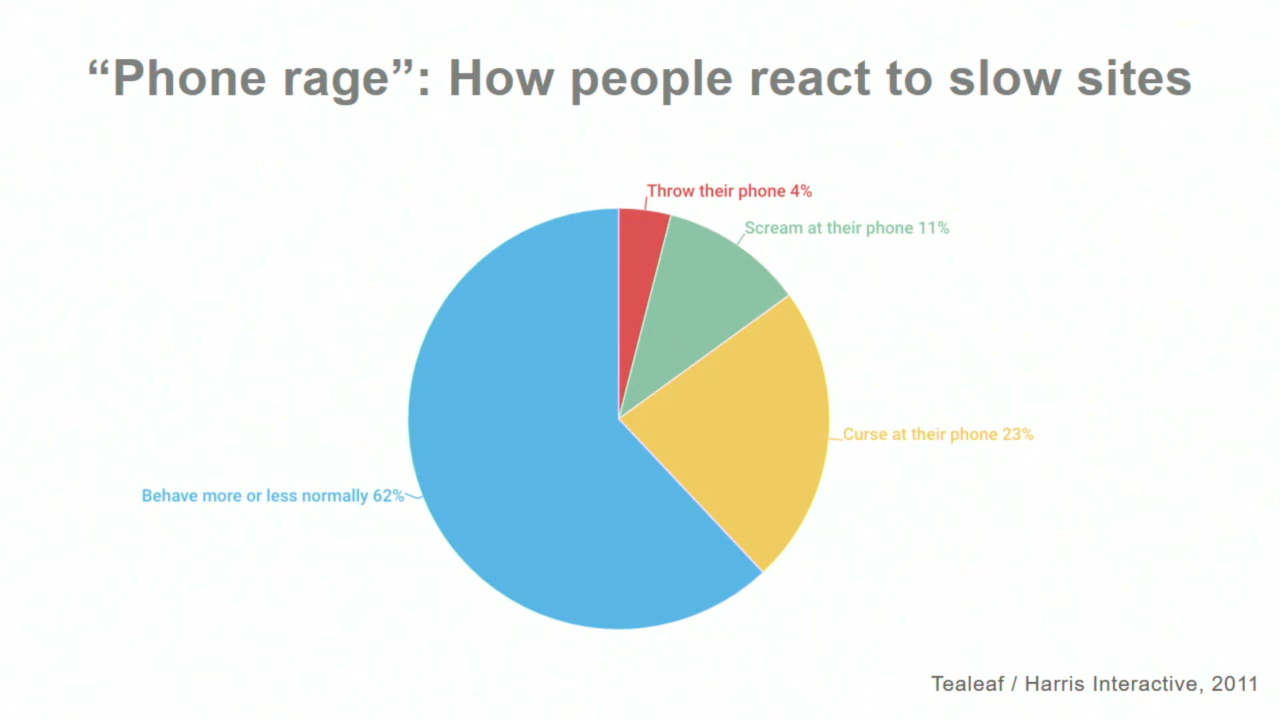 “Phone rage”: How people react to slow sites
Throw their phone 4%
Scream at their phone 11%
Curse at their phone 23%
Behave more or less normally 62%
Tealeaf / Harris Interactive, 2011